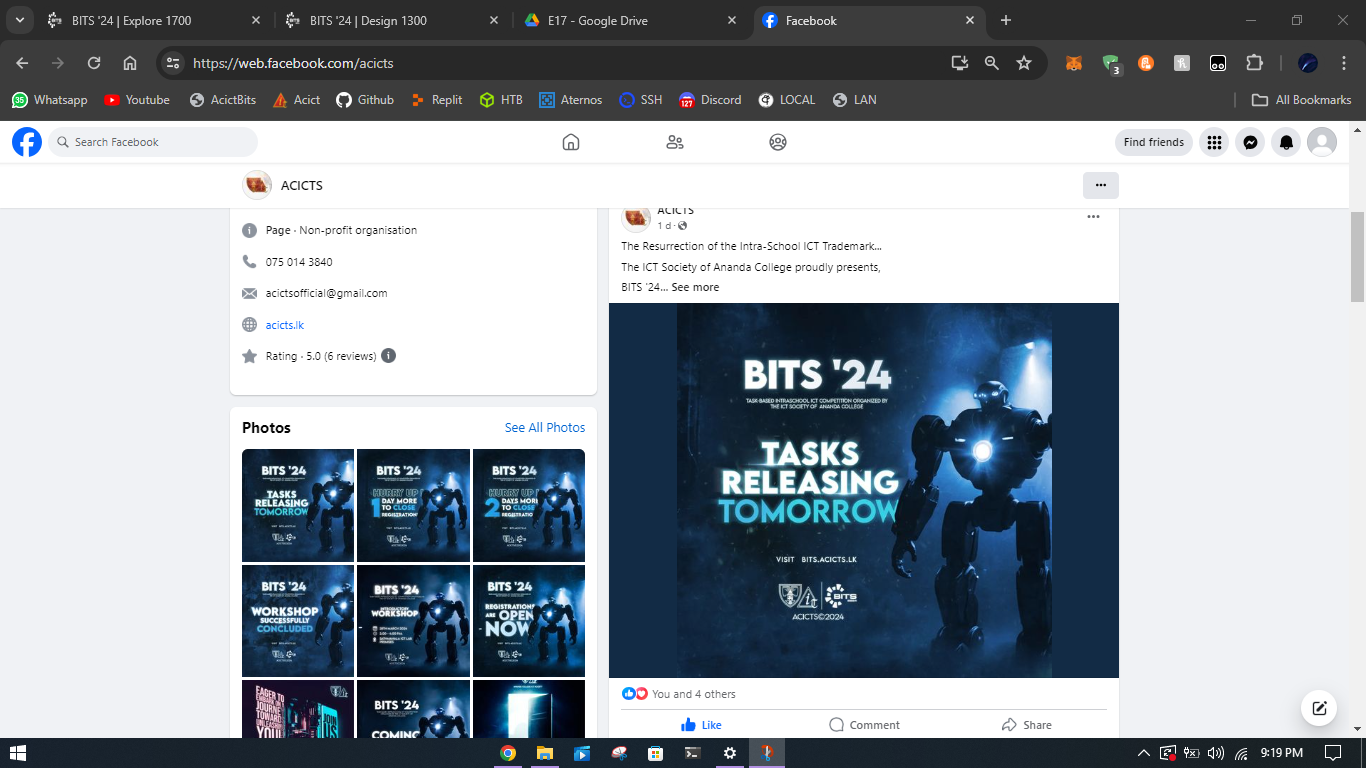 BITS '24 | Explore 1700
BITS '24 | Design 1300
E17 - Google Drive
Facebook
https://web.facebook.com/acicts
3
35 Whatsapp
Youtube
AcictBits
Acict
Github
Replit
HTB
Aternos
SSH
127 Discord
LOCAL
LAN
All Bookmarks
Search Facebook
Find friends
ACICTS
Page · Non-profit organisation
075 014 3840
acictsofficial@gmail.com
acicts.lk
Rating · 5.0 (6 reviews)
Photos
See All Photos
BITS '24
TASKS
RELEASING
TOMORROW
BITS '24
HURRY UP
1 DAY MORE
TO CLOSE
REGISTRATION
BITS '24
HURRY UP
2 DAYS MORE
TO CLOSE
REGISTRATION
BITS '24
WORKSHOP
SUCCESSFULLY
CONCLUDED
BITS '24
INTRODUCTORY
WORKSHOP
BITS '24
REGISTRATIONS
ARE OPEN
NOW
EAGER TO
JOURNE
TOWARD
YOU
JOIN
US
BITS '24
COMING
ACICTS
1 d ·
The Resurrection of the Intra-School ICT Trademark...
The ICT Society of Ananda College proudly presents,
BITS '24... See more
BITS '24
TASK-BASED INTRASCHOOL ICT COMPETITION ORGANIZED BY
THE ICT SOCIETY OF ANANDA COLLEGE
TASKS
RELEASING
TOMORROW
VISIT BITS.ACICTS.LK
BITS
ACICTS©2024
You and 4 others
Like
Comment
Share
9:19 PM